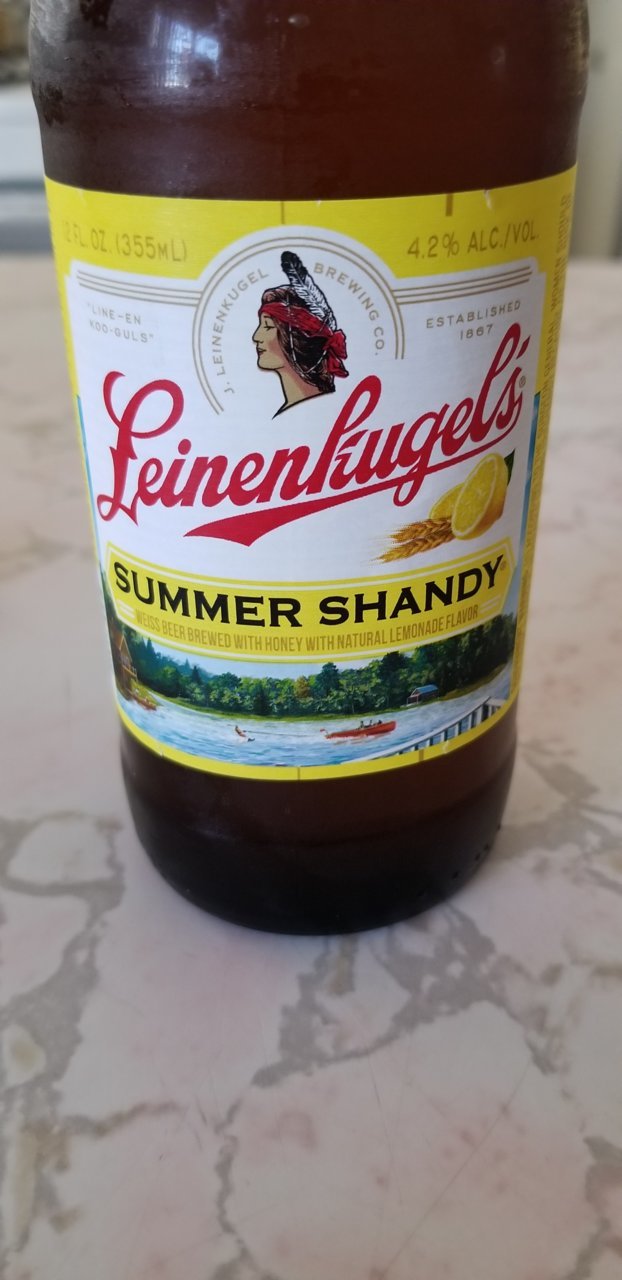 12 FL. OZ. (355mL)
4.2% ALC./VOL.
J. LEINENKUGEL BREWING CO.
"LINE-EN
KOO-GULS"
ESTABLISHED
1867
Leinenkugel's®
SUMMER SHANDY®
WEISS BEER BREWED WITH HONEY WITH NATURAL LEMONADE FLAVOR